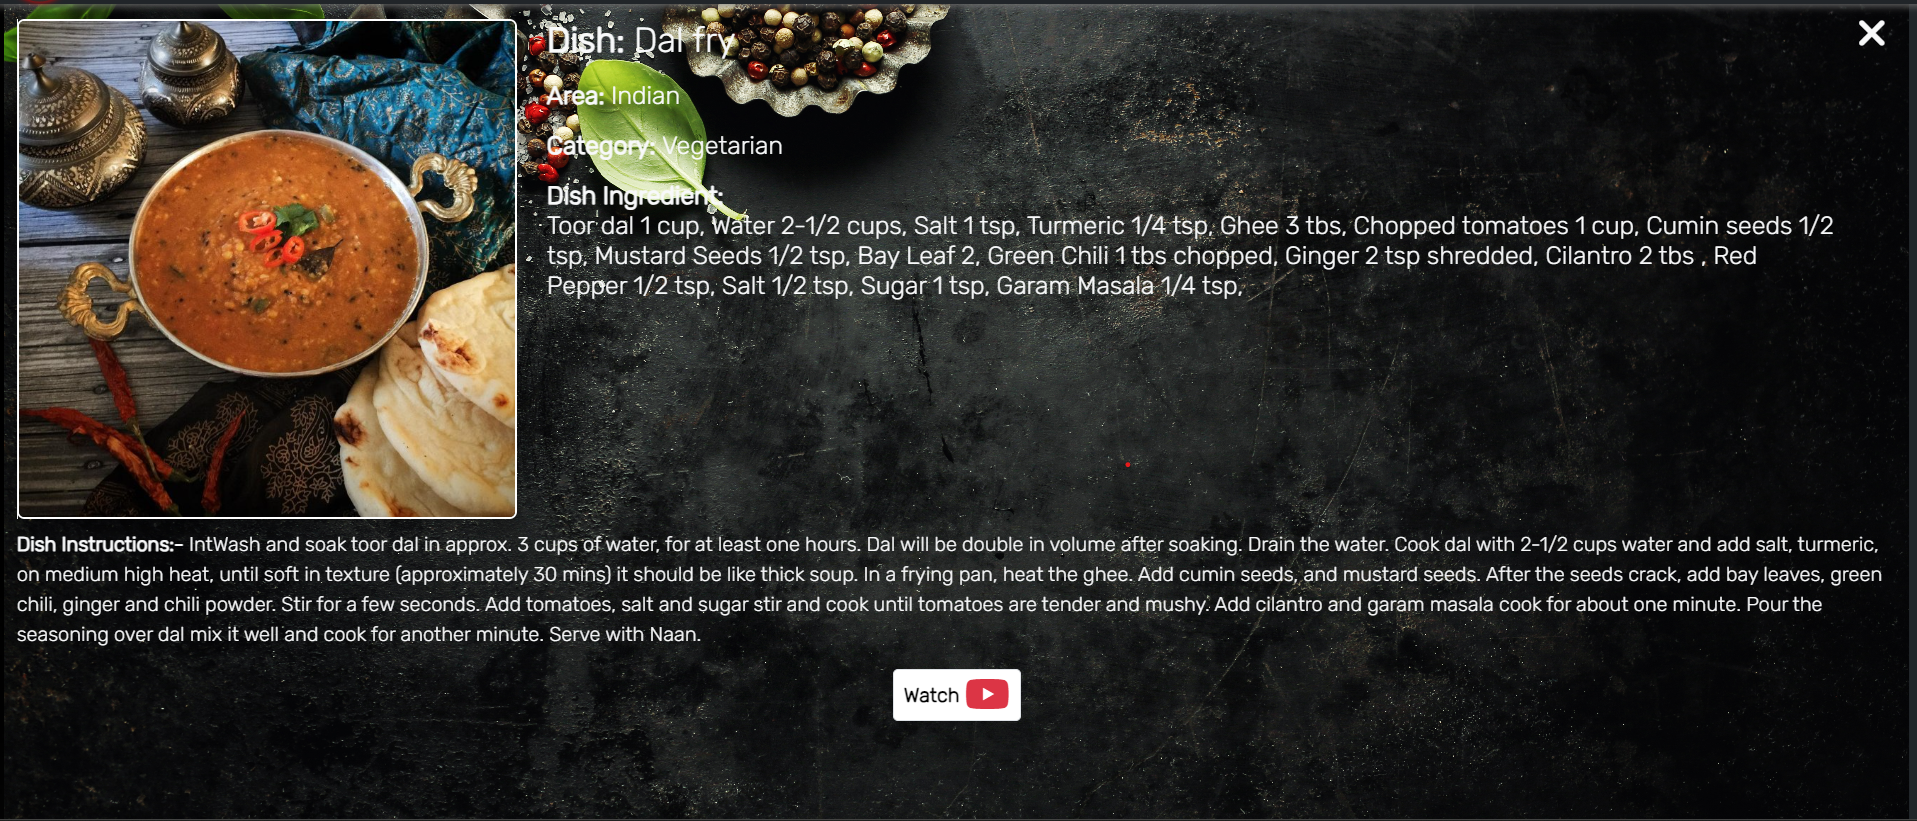 Dish: Dal fry
Area: Indian
Category: Vegetarian
Dish Ingredient:
Toor dal 1 cup, Water 2-1/2 cups, Salt 1 tsp, Turmeric 1/4 tsp, Ghee 3 tbs, Chopped tomatoes 1 cup, Cumin seeds 1/2
tsp, Mustard Seeds 1/2 tsp, Bay Leaf 2, Green Chili 1 tbs chopped, Ginger 2 tsp shredded, Cilantro 2 tbs , Red
Pepper 1/2 tsp, Salt 1/2 tsp, Sugar 1 tsp, Garam Masala 1/4 tsp,
Dish Instructions:- IntWash and soak toor dal in approx. 3 cups of water, for at least one hours. Dal will be double in volume after soaking. Drain the water. Cook dal with 2-1/2 cups water and add salt, turmeric,
on medium high heat, until soft in texture (approximately 30 mins) it should be like thick soup. In a frying pan, heat the ghee. Add cumin seeds, and mustard seeds. After the seeds crack, add bay leaves, green
chili, ginger and chili powder. Stir for a few seconds. Add tomatoes, salt and sugar stir and cook until tomatoes are tender and mushy. Add cilantro and garam masala cook for about one minute. Pour the
seasoning over dal mix it well and cook for another minute. Serve with Naan.
Watch